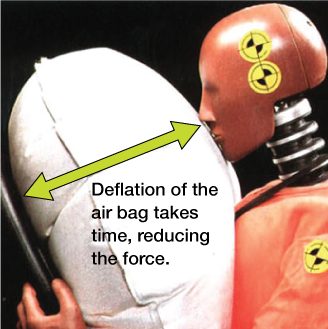 Deflation of the
air bag takes
time, reducing
the force.